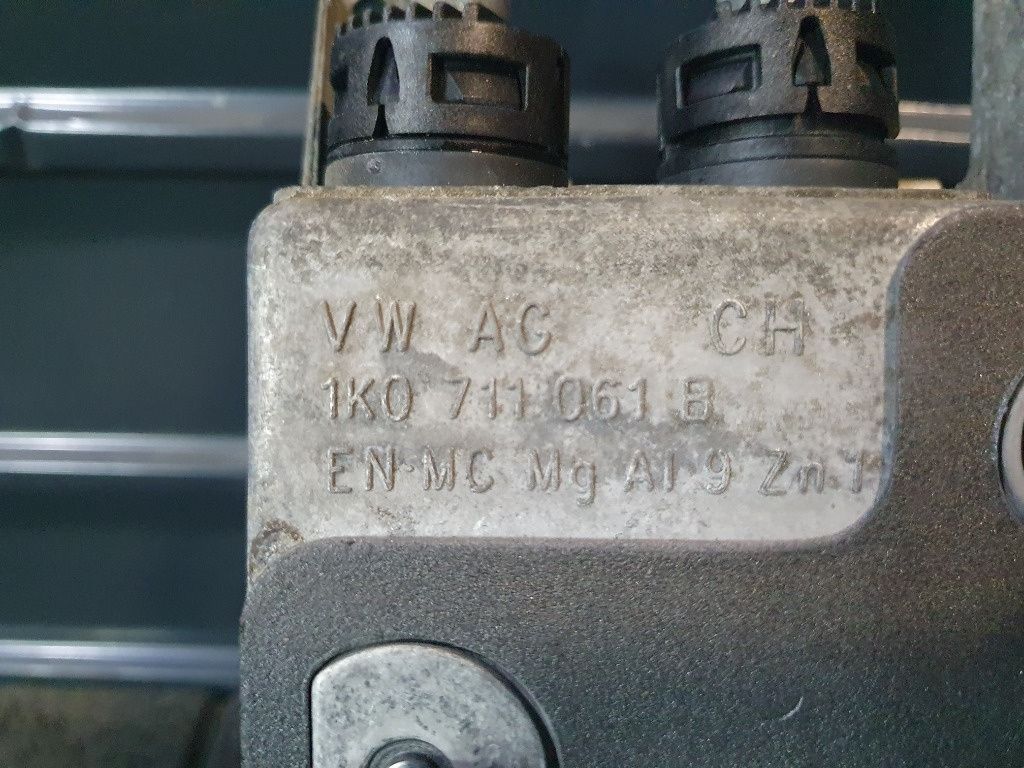 VW AG CH
1K0 711 061 B
EN-MC Mg Al 9 Zn 1